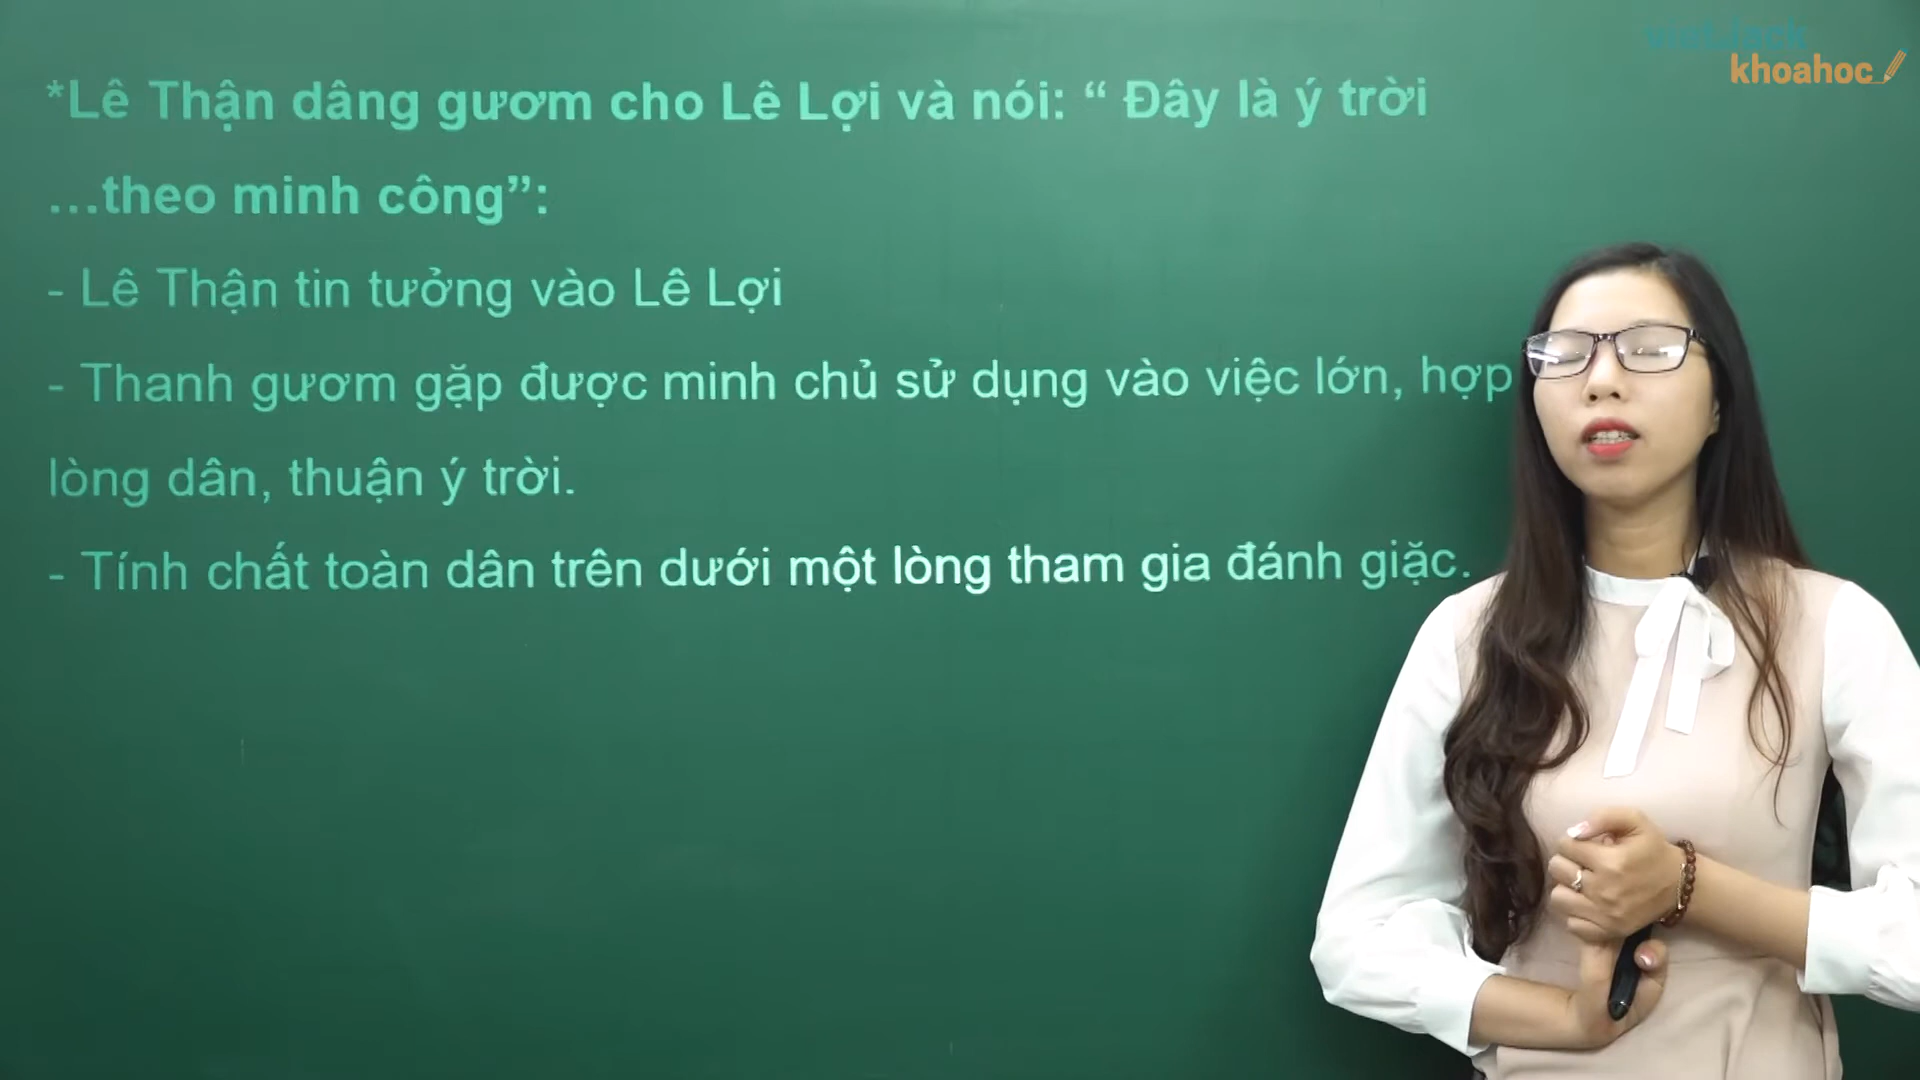 vietJack
khoahoc
*Lê Thận dâng gươm cho Lê Lợi và nói: “ Đây là ý trời
...theo minh công”:
- Lê Thận tin tưởng vào Lê Lợi
- Thanh gươm gặp được minh chủ sử dụng vào việc lớn, hợp
lòng dân, thuận ý trời.
- Tính chất toàn dân trên dưới một lòng tham gia đánh giặc.